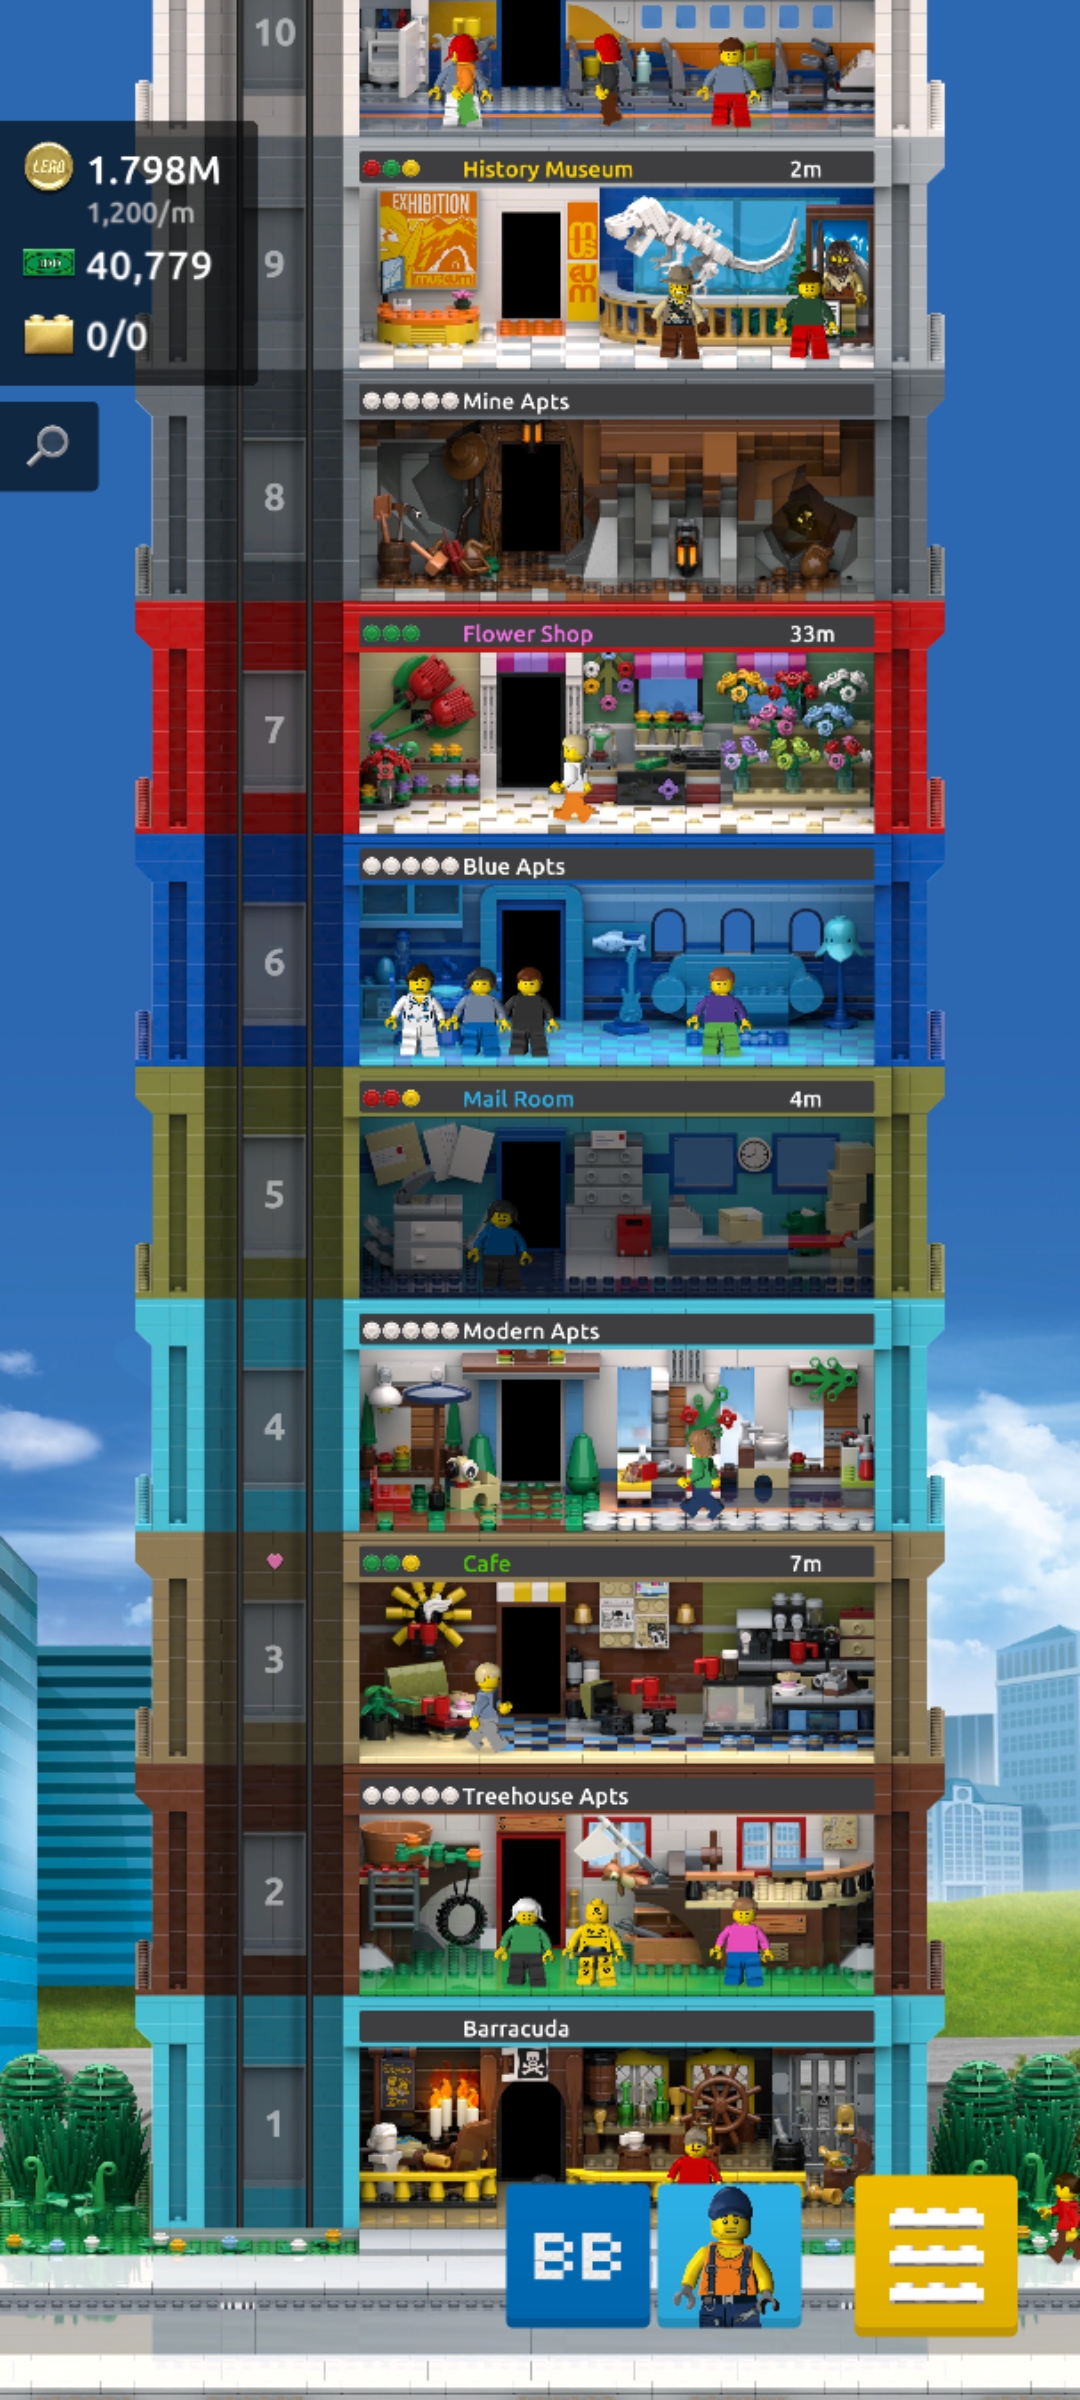 10
LEGO 1.798M
1,200/m
40,779
0/0
History Museum 2m
EXHIBITION
museum
mus
eum
9
Mine Apts
8
Flower Shop 33m
7
Blue Apts
6
Mail Room 4m
5
Modern Apts
4
Cafe 7m
3
Treehouse Apts
2
Barracuda
1
BB